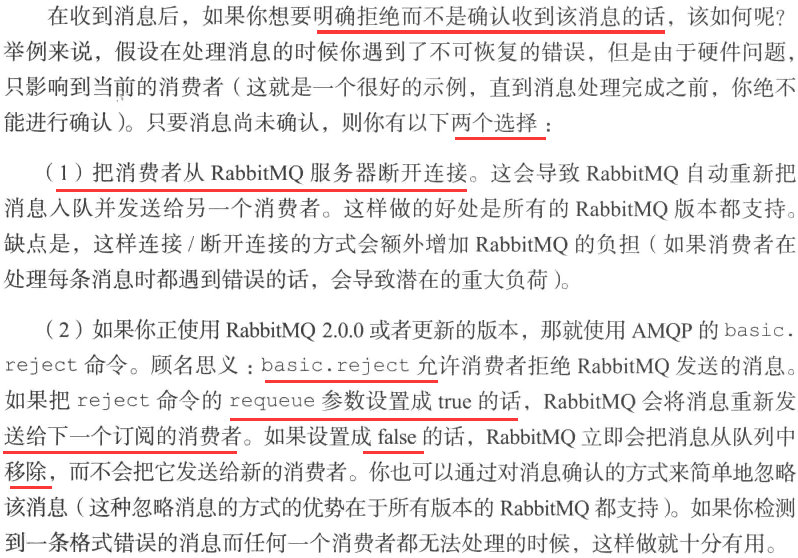 在收到消息后，如果你想要明确拒绝而不是确认收到该消息的话，该如何呢？
举例来说，假设在处理消息的时候你遇到了不可恢复的错误，但是由于硬件问题，
只影响到当前的消费者（这就是一个很好的示例，直到消息处理完成之前，你绝不
能进行确认）。只要消息尚未确认，则你有以下两个选择：
（1）把消费者从 RabbitMQ 服务器断开连接。这会导致 RabbitMQ 自动重新把
消息入队并发送给另一个消费者。这样做的好处是所有的 RabbitMQ 版本都支持。
缺点是，这样连接 / 断开连接的方式会额外增加 RabbitMQ 的负担（如果消费者在
处理每条消息时都遇到错误的话，会导致潜在的重大负荷）。
（2）如果你正使用 RabbitMQ 2.0.0 或者更新的版本，那就使用 AMQP 的 basic.
reject 命令。顾名思义：basic.reject 允许消费者拒绝 RabbitMQ 发送的消息。
如果把 reject 命令的 requeue 参数设置成 true 的话，RabbitMQ 会将消息重新发
送给下一个订阅的消费者。如果设置成 false 的话，RabbitMQ 立即会把消息从队列中
移除，而不会把它发送给新的消费者。你也可以通过对消息确认的方式来简单地忽略
该消息（这种忽略消息的方式的优势在于所有版本的 RabbitMQ 都支持）。如果你检测
到一条格式错误的消息而任何一个消费者都无法处理的时候，这样做就十分有用。